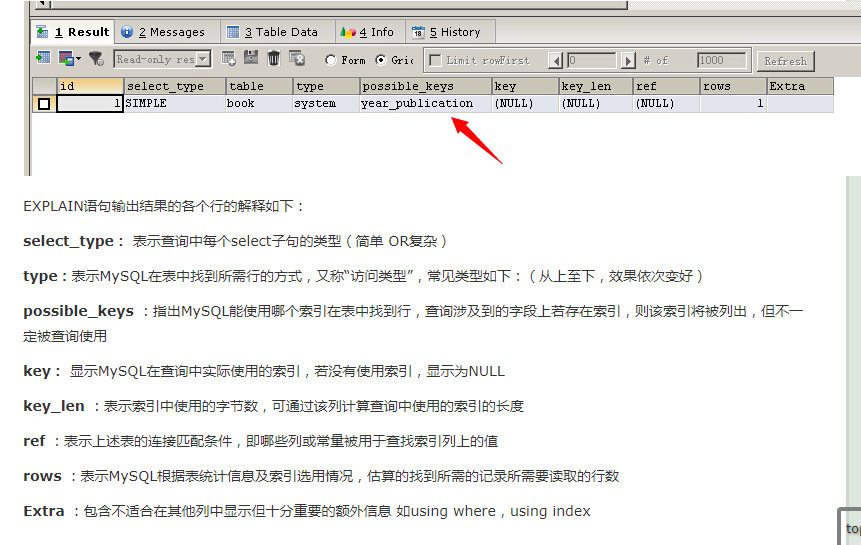 1 Result 2 Messages 3 Table Data 4 Info 5 History
Read-only res Form Gric Limit rowFirst 0 # of 1000 Refresh
id select_type table type possible_keys key key_len ref rows Extra
1 SIMPLE book system year_publication (NULL) (NULL) (NULL) 1
EXPLAIN语句输出结果的各个行的解释如下：
select_type： 表示查询中每个select子句的类型（简单 OR复杂）
type：表示MySQL在表中找到所需行的方式，又称“访问类型”，常见类型如下：（从上至下，效果依次变好）
possible_keys ：指出MySQL能使用哪个索引在表中找到行，查询涉及到的字段上若存在索引，则该索引将被列出，但不一
定被查询使用
key： 显示MySQL在查询中实际使用的索引，若没有使用索引，显示为NULL
key_len ：表示索引中使用的字节数，可通过该列计算查询中使用的索引的长度
ref ：表示上述表的连接匹配条件，即哪些列或常量被用于查找索引列上的值
rows ：表示MySQL根据表统计信息及索引选用情况，估算的找到所需的记录所需要读取的行数
Extra ：包含不适合在其他列中显示但十分重要的额外信息 如using where，using index
top